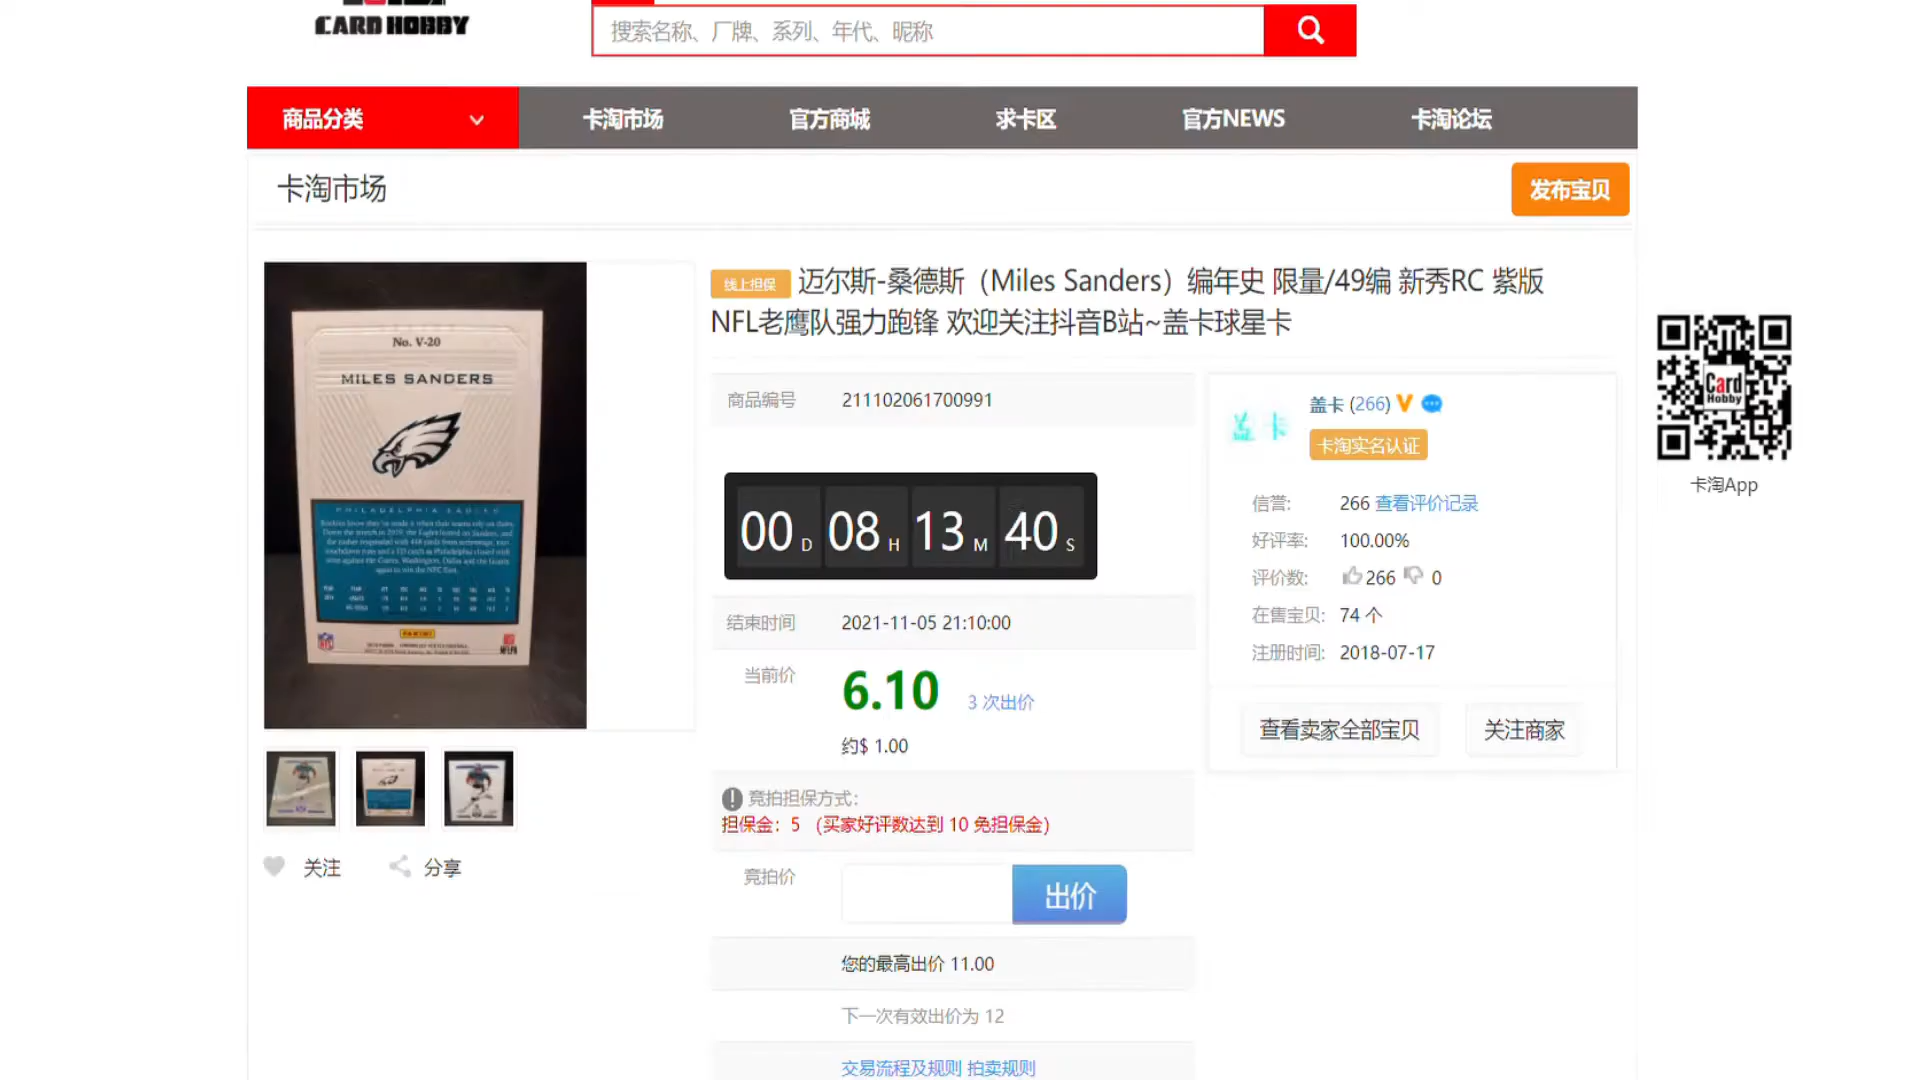 CARD HOBBY
搜索名称、厂牌、系列、年代、昵称
商品分类
卡淘市场
官方商城
求卡区
官方NEWS
卡淘论坛
卡淘市场
发布宝贝
No. V-20
MILES SANDERS
PHILADELPHIA EAGLES
线上担保 迈尔斯-桑德斯（Miles Sanders）编年史 限量/49编 新秀RC 紫版
NFL老鹰队强力跑锋 欢迎关注抖音B站~盖卡球星卡
商品编号 211102061700991
00 D 08 H 13 M 40 S
结束时间 2021-11-05 21:10:00
当前价 6.10 3 次出价
约$ 1.00
竞拍担保方式：
担保金：5 （买家好评数达到 10 免担保金）
竞拍价
出价
您的最高出价 11.00
下一次有效出价为 12
交易流程及规则 拍卖规则
盖卡
盖卡 (266)
卡淘实名认证
信誉: 266 查看评价记录
好评率: 100.00%
评价数: 266 0
在售宝贝: 74 个
注册时间: 2018-07-17
查看卖家全部宝贝
关注商家
Card
Hobby
卡淘App
关注
分享